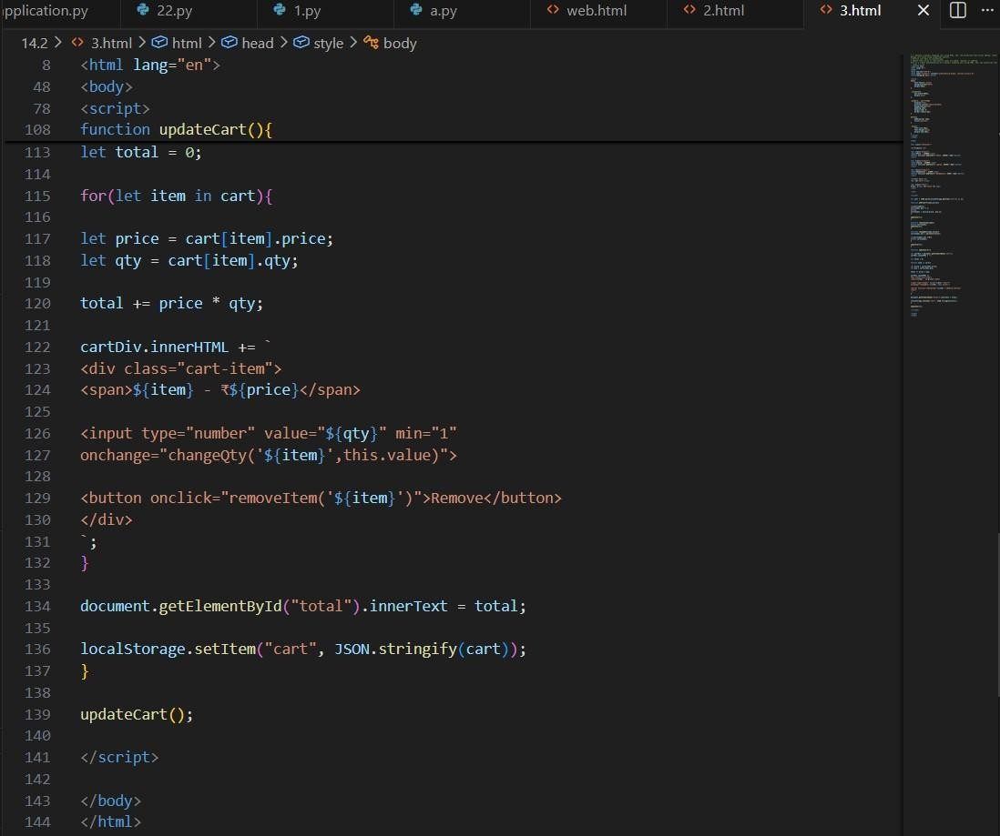 pplication.py 22.py 1.py a.py web.html 2.html 3.html
14.2 > 3.html > html > head > style > body
8 <html lang="en">
48 <body>
78 <script>
108 function updateCart(){
113 let total = 0;
114
115 for(let item in cart){
116
117 let price = cart[item].price;
118 let qty = cart[item].qty;
119
120 total += price * qty;
121
122 cartDiv.innerHTML += `
123 <div class="cart-item">
124 <span>${item} - ₹${price}</span>
125
126 <input type="number" value="${qty}" min="1"
127 onchange="changeQty('${item}',this.value)">
128
129 <button onclick="removeItem('${item}')">Remove</button>
130 </div>
131 `;
132 }
133
134 document.getElementById("total").innerText = total;
135
136 localStorage.setItem("cart", JSON.stringify(cart));
137 }
138
139 updateCart();
140
141 </script>
142
143 </body>
144 </html>